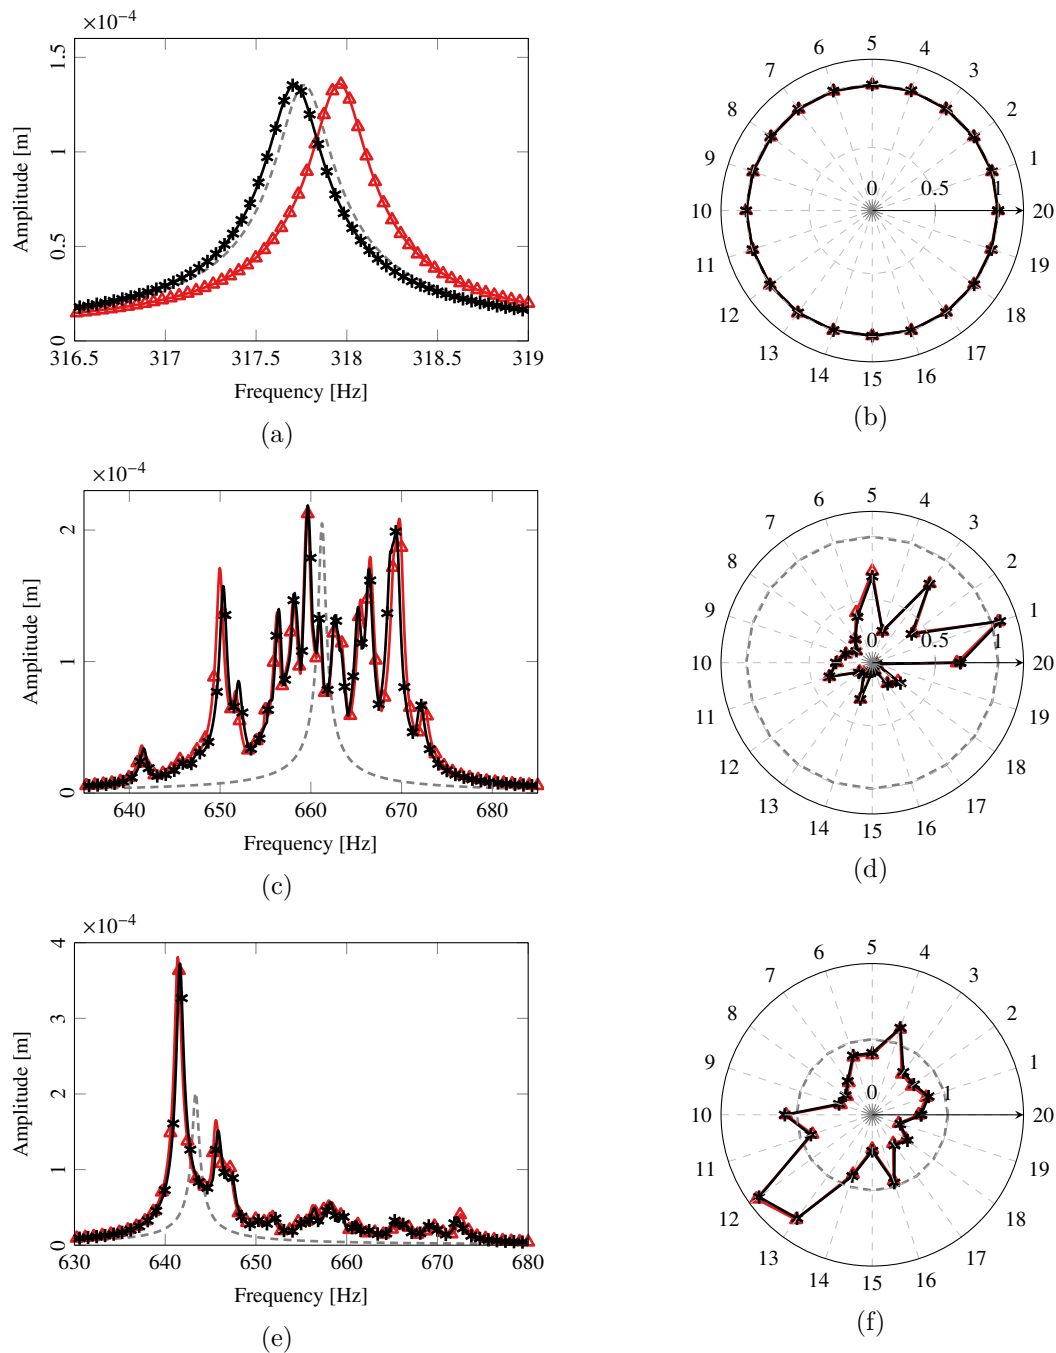 ×10−4
Amplitude [m]
0
0.5
1
1.5
316.5 317 317.5 318 318.5 319
Frequency [Hz]
(a)
5
6 4
7 3
8 2
9 1
0 0.5 1
10 20
11 19
12 18
13 17
14 16
15
(b)
×10−4
Amplitude [m]
0
1
2
640 650 660 670 680
Frequency [Hz]
(c)
5
6 4
7 3
8 2
9 1
0 0.5 1
10 20
11 19
12 18
13 17
14 16
15
(d)
×10−4
Amplitude [m]
0
1
2
3
4
630 640 650 660 670 680
Frequency [Hz]
(e)
5
6 4
7 3
8 2
9 1
0 1
10 20
11 19
12 18
13 17
14 16
15
(f)